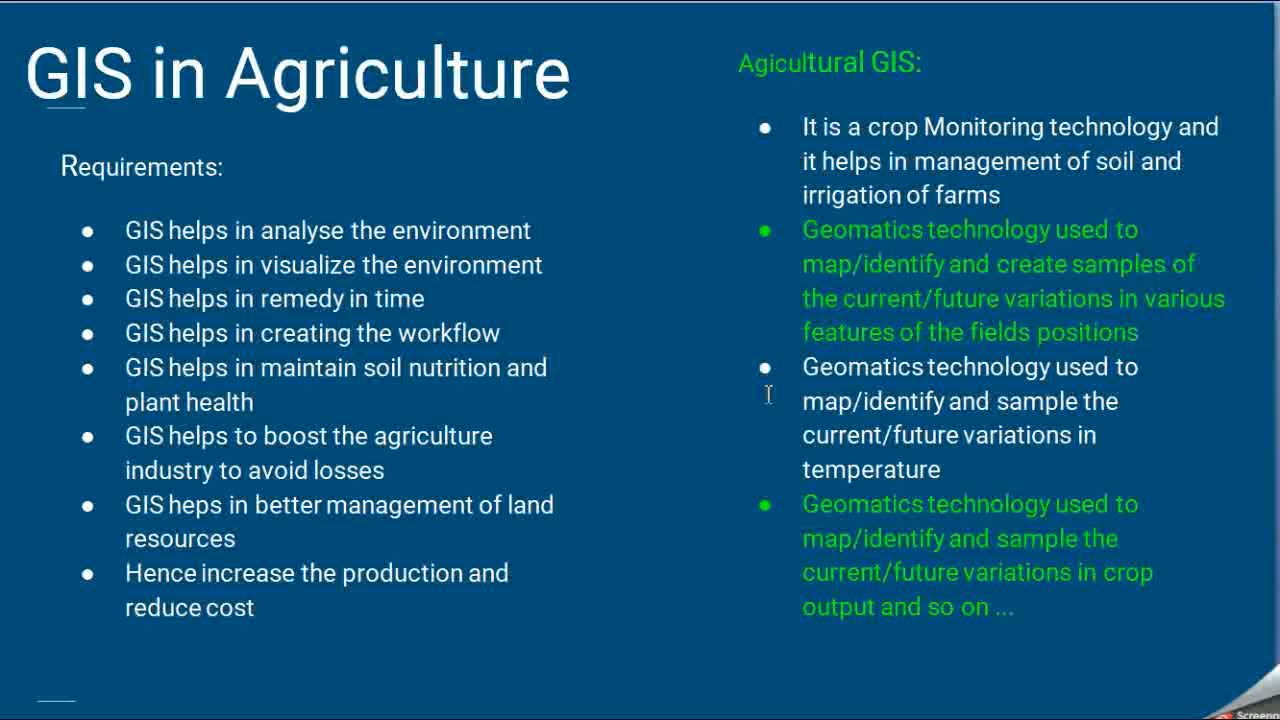 GIS in Agriculture
Requirements:
● GIS helps in analyse the environment
● GIS helps in visualize the environment
● GIS helps in remedy in time
● GIS helps in creating the workflow
● GIS helps in maintain soil nutrition and
plant health
● GIS helps to boost the agriculture
industry to avoid losses
● GIS heps in better management of land
resources
● Hence increase the production and
reduce cost
Agicultural GIS:
● It is a crop Monitoring technology and
it helps in management of soil and
irrigation of farms
● Geomatics technology used to
map/identify and create samples of
the current/future variations in various
features of the fields positions
● Geomatics technology used to
map/identify and sample the
current/future variations in
temperature
● Geomatics technology used to
map/identify and sample the
current/future variations in crop
output and so on ...